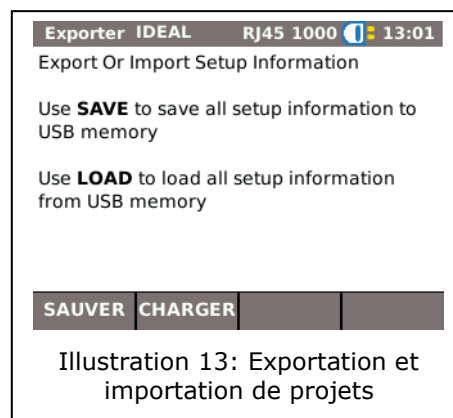 Exporter IDEAL RJ45 1000 13:01
Export Or Import Setup Information
Use SAVE to save all setup information to
USB memory
Use LOAD to load all setup information
from USB memory
SAUVER CHARGER
Illustration 13: Exportation et
importation de projets